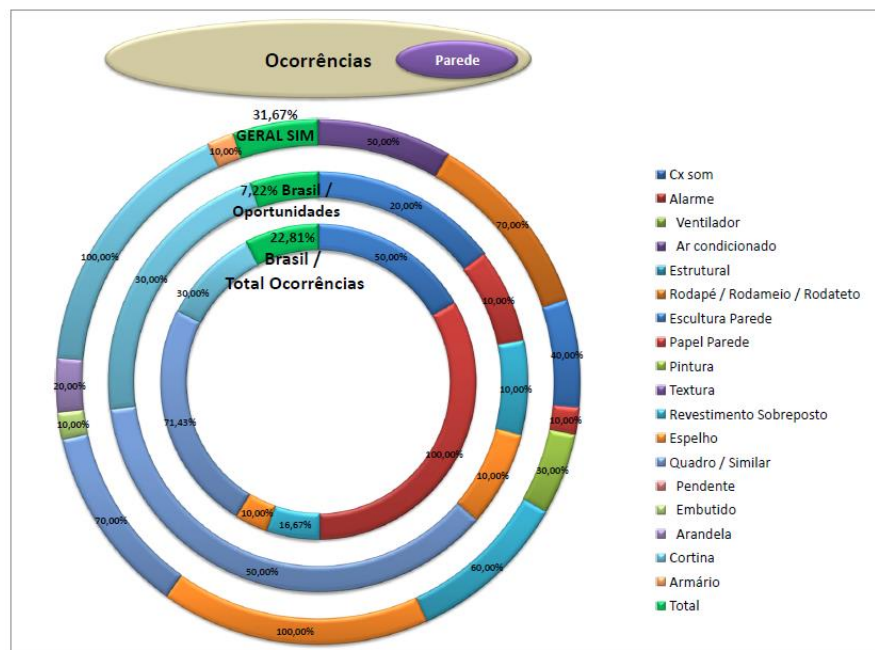 Ocorrências
Parede
31,67%
GERAL SIM
10,00%
50,00%
70,00%
40,00%
10,00%
30,00%
60,00%
100,00%
70,00%
10,00%
20,00%
100,00%
7,22% Brasil /
Oportunidades
20,00%
10,00%
10,00%
10,00%
50,00%
30,00%
22,81%
Brasil /
Total Ocorrências
50,00%
100,00%
16,67%
10,00%
71,43%
30,00%
Cx som
Alarme
Ventilador
Ar condicionado
Estrutural
Rodapé / Rodameio / Rodateto
Escultura Parede
Papel Parede
Pintura
Textura
Revestimento Sobreposto
Espelho
Quadro / Similar
Pendente
Embutido
Arandela
Cortina
Armário
Total